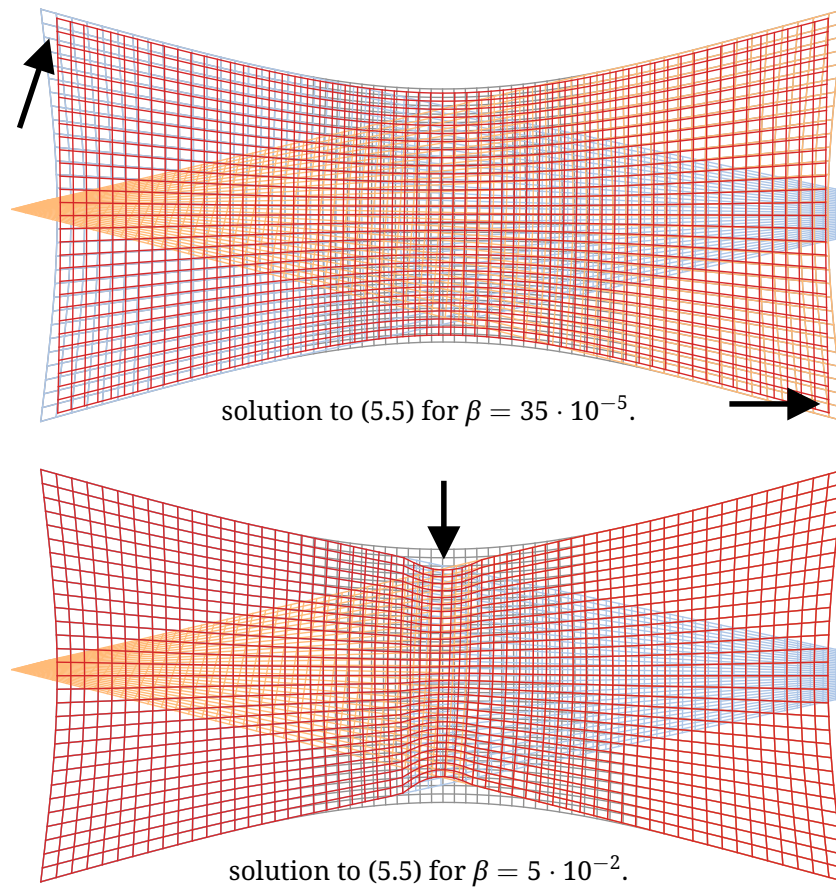 solution to (5.5) for β = 35 · 10⁻⁵.
solution to (5.5) for β = 5 · 10⁻².